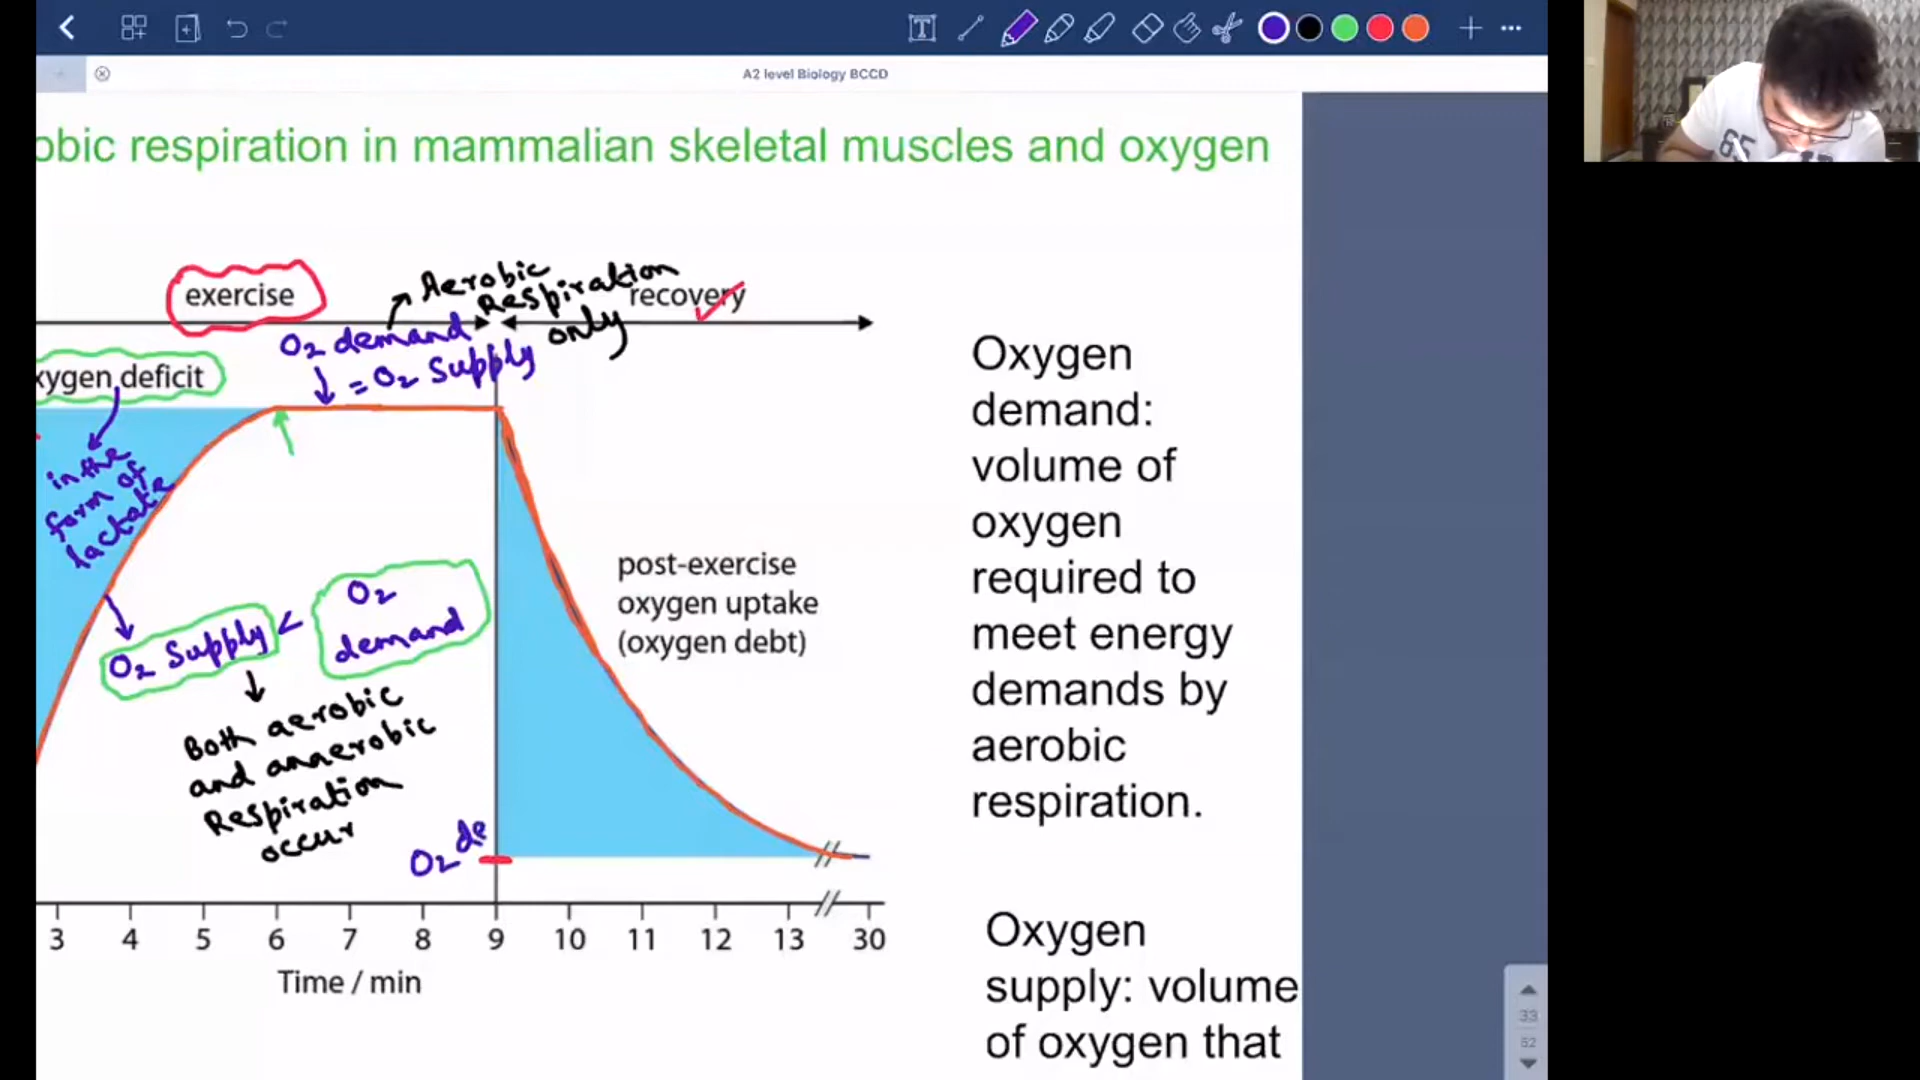 A2 level Biology BCCD
obic respiration in mammalian skeletal muscles and oxygen
exercise
Aerobic
Respiration
only
recovery
O2 demand
= O2 Supply
xygen deficit
in the
form of
lactate
O2 Supply < O2 demand
Both aerobic
and anaerobic
Respiration
occur
post-exercise
oxygen uptake
(oxygen debt)
O2 de
3 4 5 6 7 8 9 10 11 12 13 30
Time / min
Oxygen
demand:
volume of
oxygen
required to
meet energy
demands by
aerobic
respiration.
Oxygen
supply: volume
of oxygen that
33
52
65